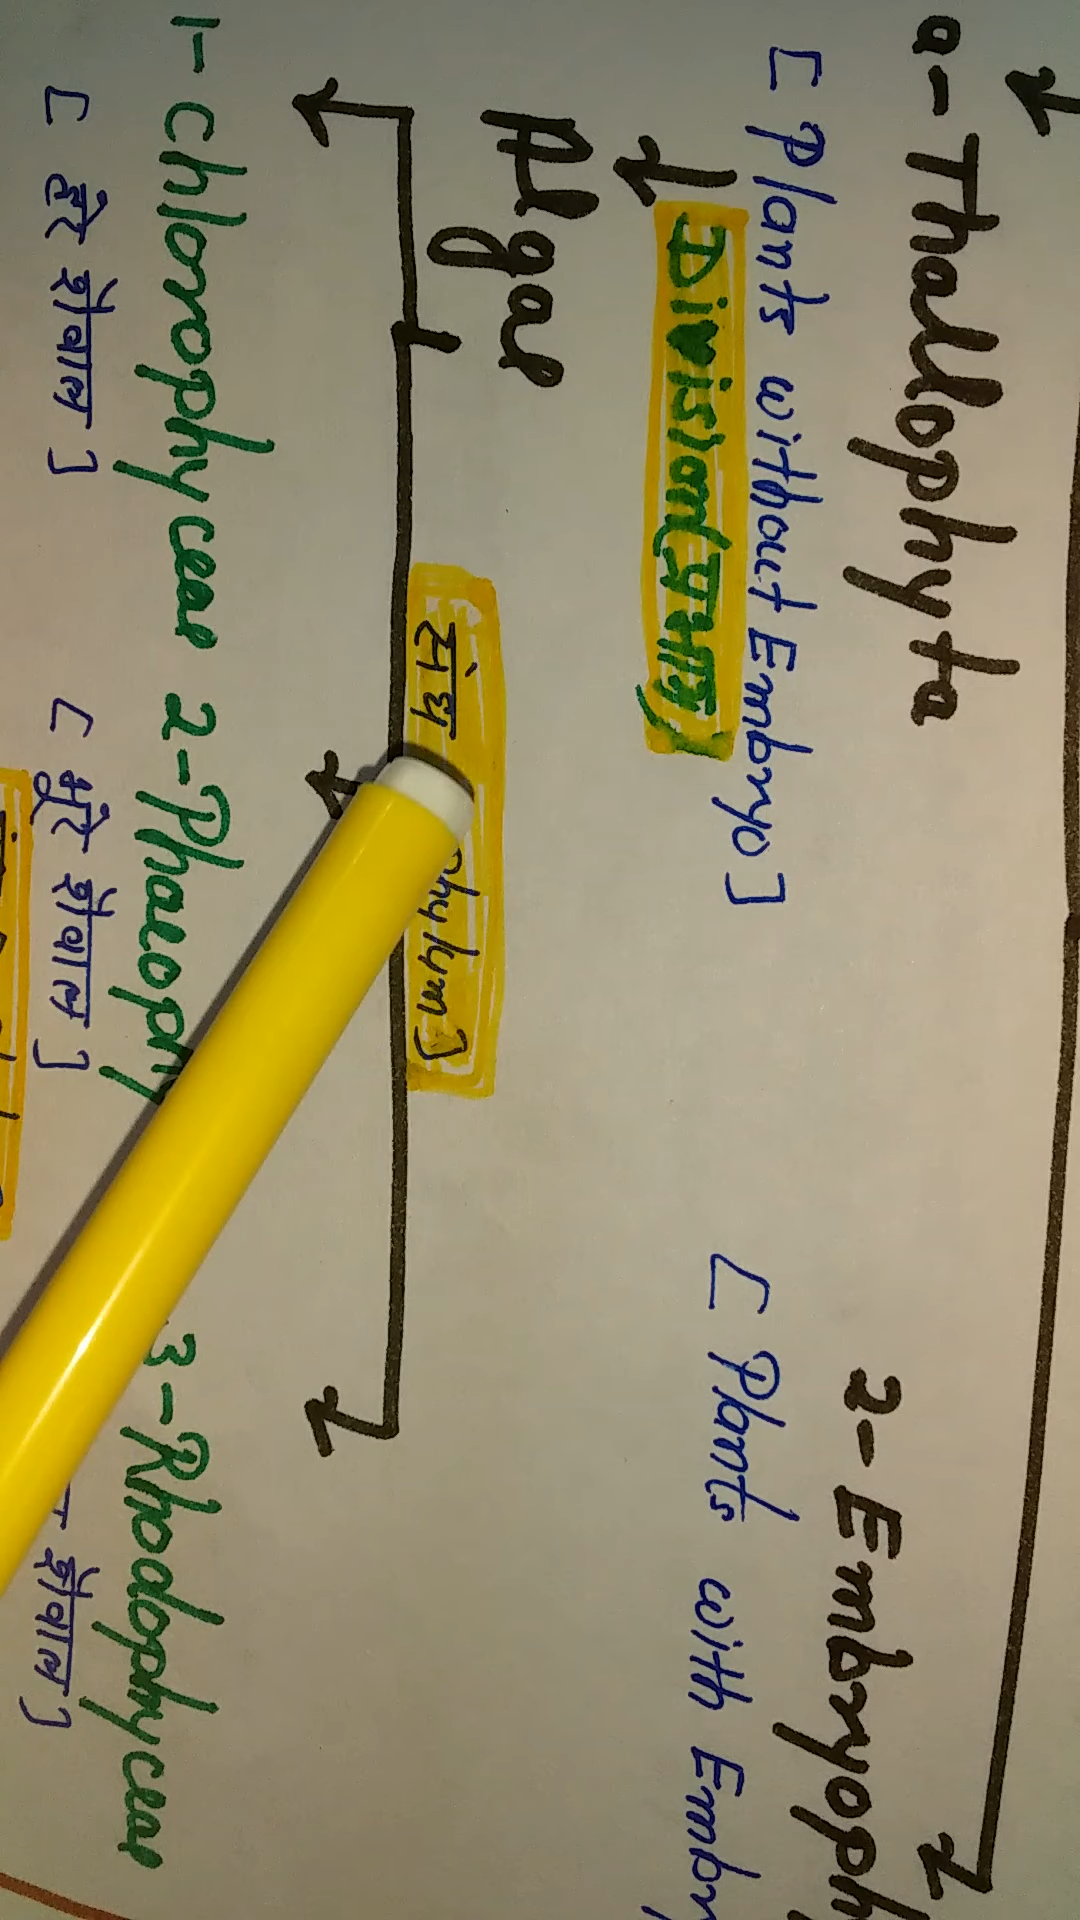 a- Thallophyta
2- Embryoph
[ Plants without Embryo ]
[ Plants with Embry
Division(प्रभाग)
Algae
संघ hylum]
1- Chlorophyceae 2- Phaeophy 3- Rhodophyceae
[ हरे शैवाल ] [ भूरे शैवाल ] शैवाल ]